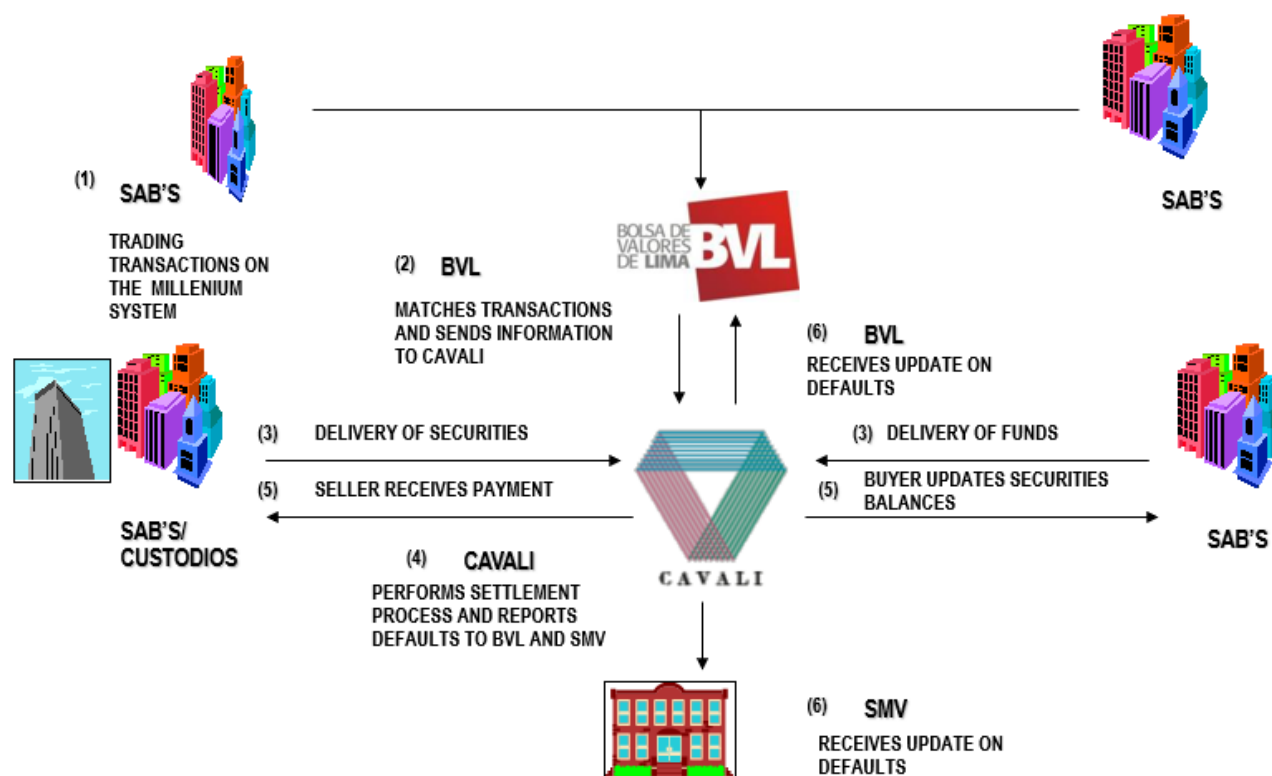 (1) SAB'S
TRADING
TRANSACTIONS ON
THE MILLENIUM
SYSTEM
SAB'S
BOLSA DE
VALORES
DE LIMA
BVL
(2) BVL
MATCHES TRANSACTIONS
AND SENDS INFORMATION
TO CAVALI
(6) BVL
RECEIVES UPDATE ON
DEFAULTS
(3) DELIVERY OF SECURITIES
(5) SELLER RECEIVES PAYMENT
SAB'S/
CUSTODIOS
(3) DELIVERY OF FUNDS
(5) BUYER UPDATES SECURITIES
BALANCES
SAB'S
CAVALI
(4) CAVALI
PERFORMS SETTLEMENT
PROCESS AND REPORTS
DEFAULTS TO BVL AND SMV
(6) SMV
RECEIVES UPDATE ON
DEFAULTS